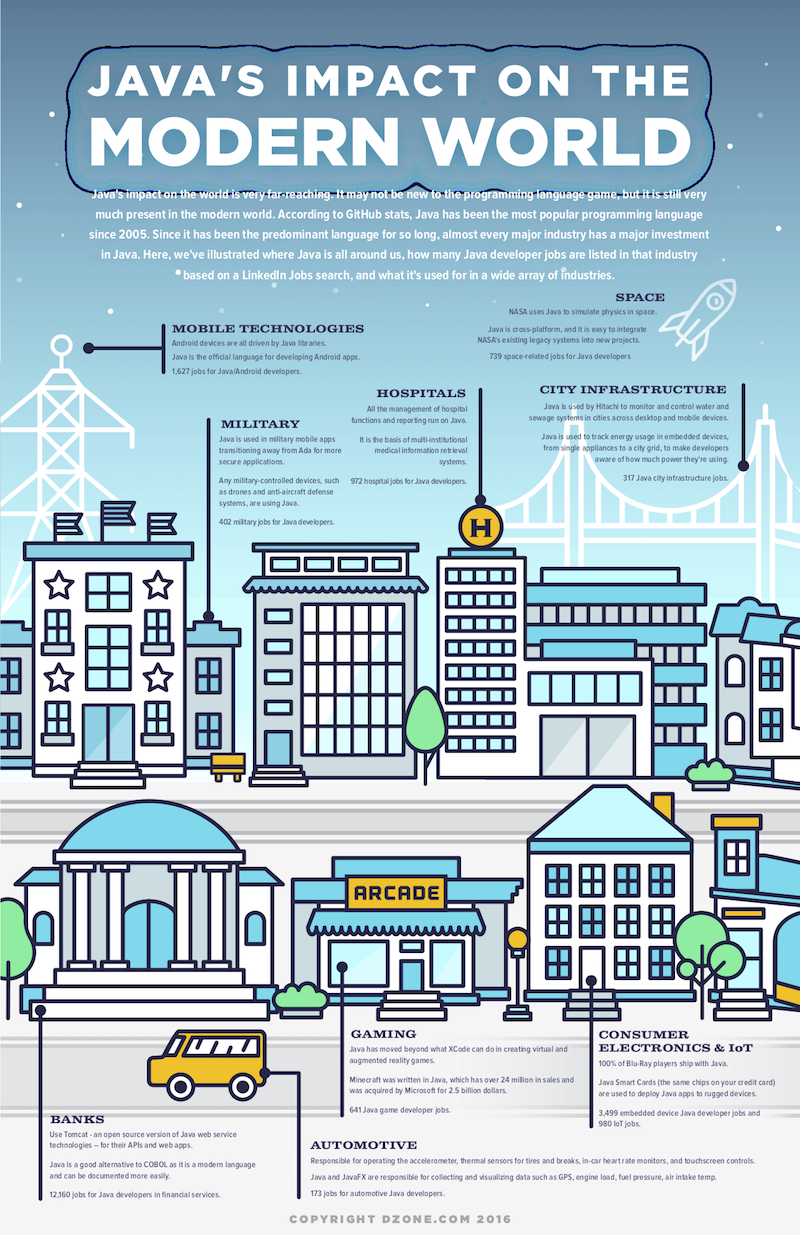 JAVA'S IMPACT ON THE
MODERN WORLD
Java's impact on the world is very far-reaching. It may not be new to the programming language game, but it is still very
much present in the modern world. According to GitHub stats, Java has been the most popular programming language
since 2005. Since it has been the predominant language for so long, almost every major industry has a major investment
in Java. Here, we've illustrated where Java is all around us, how many Java developer jobs are listed in that industry
based on a LinkedIn Jobs search, and what it's used for in a wide array of industries.
SPACE
NASA uses Java to simulate physics in space.
Java is cross-platform, and it is easy to integrate
NASA's existing legacy systems into new projects.
739 space-related jobs for Java developers
MOBILE TECHNOLOGIES
Android devices are all driven by Java libraries.
Java is the official language for developing Android apps.
1,627 jobs for Java/Android developers.
HOSPITALS
All the management of hospital
functions and reporting run on Java.
It is the basis of multi-institutional
medical information retrieval
systems.
972 hospital jobs for Java developers.
CITY INFRASTRUCTURE
Java is used by Hitachi to monitor and control water and
sewage systems in cities across desktop and mobile devices.
Java is used to track energy usage in embedded devices,
from single appliances to a city grid, to make developers
aware of how much power they're using.
317 Java city infrastructure jobs.
MILITARY
Java is used in military mobile apps
transitioning away from Ada for more
secure applications.
Any military-controlled devices, such
as drones and anti-aircraft defense
systems, are using Java.
402 military jobs for Java developers.
H
ARCADE
GAMING
Java has moved beyond what XCode can do in creating virtual and
augmented reality games.
Minecraft was written in Java, which has over 24 million in sales and
was acquired by Microsoft for 2.5 billion dollars.
641 Java game developer jobs.
CONSUMER
ELECTRONICS & IoT
100% of Blu-Ray players ship with Java.
Java Smart Cards (the same chips on your credit card)
are used to deploy Java apps to rugged devices.
3,499 embedded device Java developer jobs and
980 IoT jobs.
BANKS
Use Tomcat - an open source version of Java web service
technologies – for their APIs and web apps.
Java is a good alternative to COBOL as it is a modern language
and can be documented more easily.
12,160 jobs for Java developers in financial services.
AUTOMOTIVE
Responsible for operating the accelerometer, thermal sensors for tires and breaks, in-car heart rate monitors, and touchscreen controls.
Java and JavaFX are responsible for collecting and visualizing data such as GPS, engine load, fuel pressure, air intake temp.
173 jobs for automotive Java developers.
COPYRIGHT DZONE.COM 2016